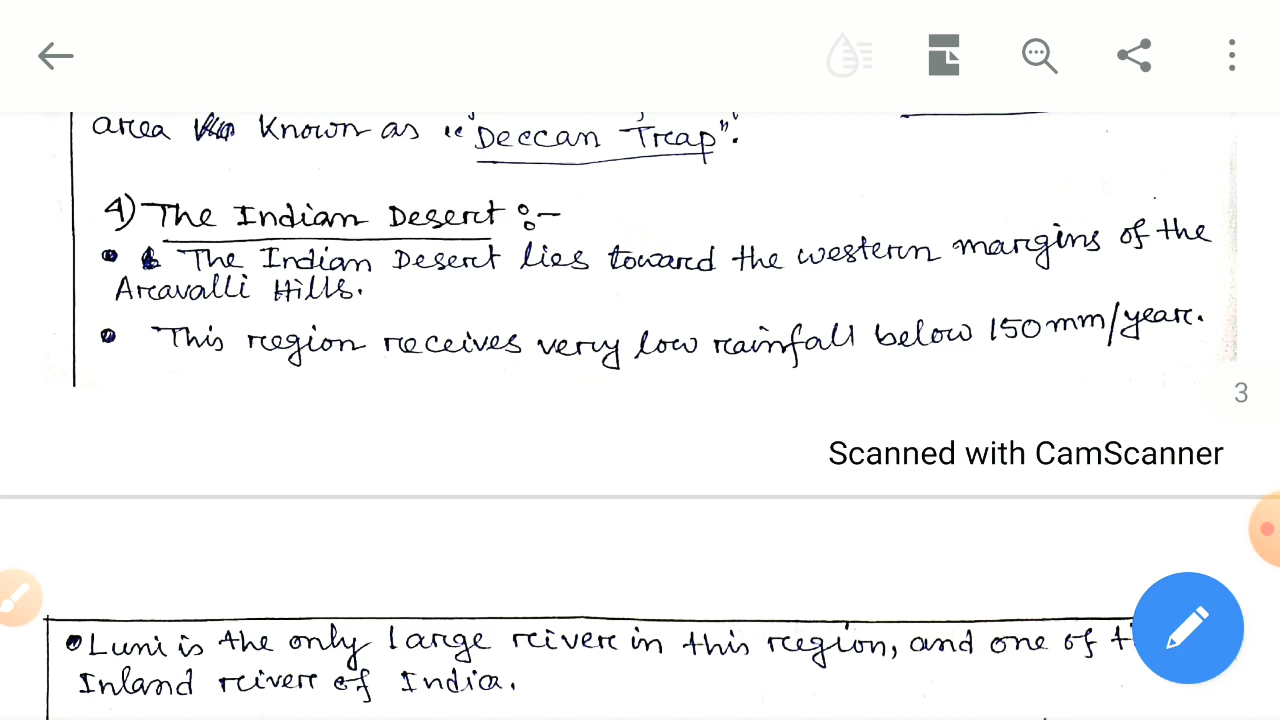 area known as "Deccan Trap".
4) The Indian Desert :-
• The Indian Desert lies toward the western margins of the
Aravalli Hills.
• This region receives very low rainfall below 150mm/year.
3
Scanned with CamScanner
• Luni is the only large river in this region, and one of
Inland river of India.